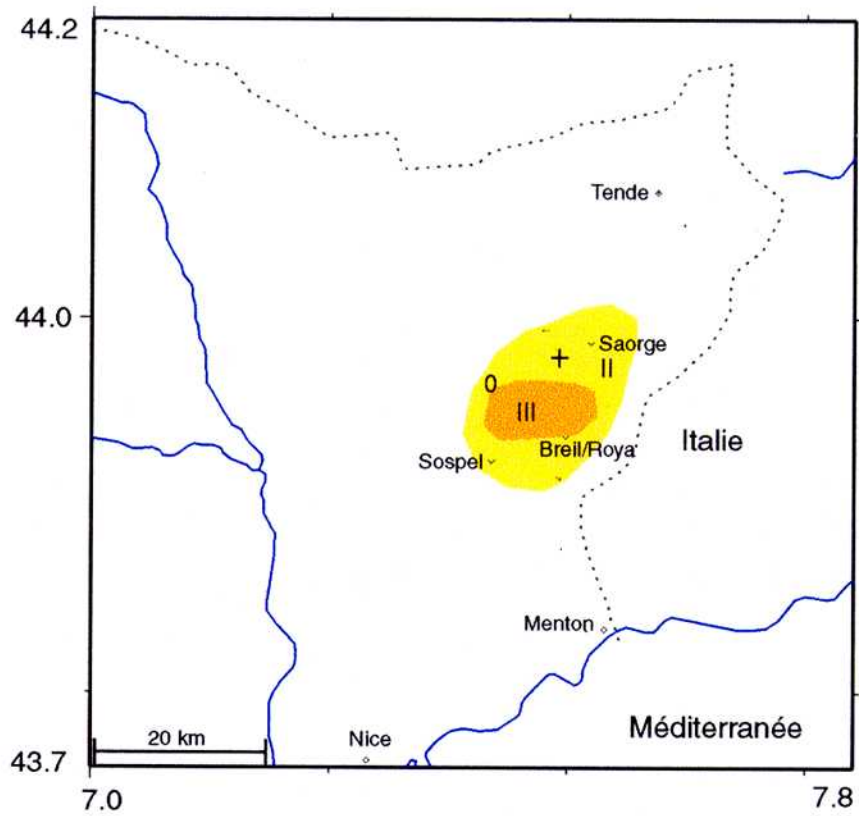 44.2
Tende
44.0
Saorge
II
0
III
Breil/Roya
Italie
Sospel
Menton
20 km
Nice
Méditerranée
43.7
7.0
7.8